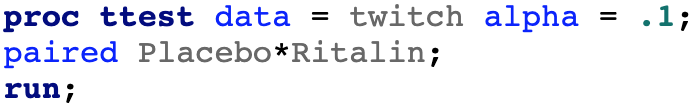 proc ttest data = twitch alpha = .1;
paired Placebo*Ritalin;
run;